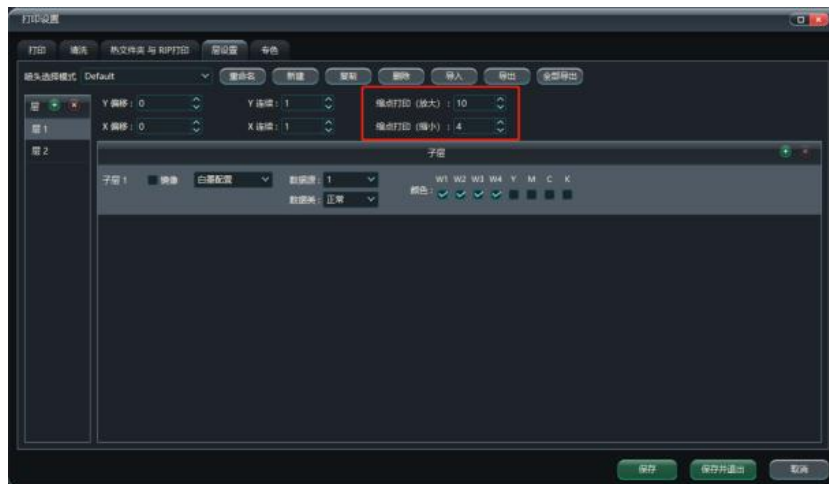 打印设置
打印 清洗 热文件夹 与 RIP打印 层设置 专色
喷头选择模式 Default 重命名 新建 复制 删除 导入 导出 全部导出
层 Y 偏移: 0 Y 连续: 1 缩点打印（放大）: 10
层 1 X 偏移: 0 X 连续: 1 缩点打印（缩小）: 4
层 2 子层
子层 1 镜像 白墨配置 数据源: 1 颜色: W1 W2 W3 W4 Y M C K
数据类: 正常
保存 保存并退出 取消